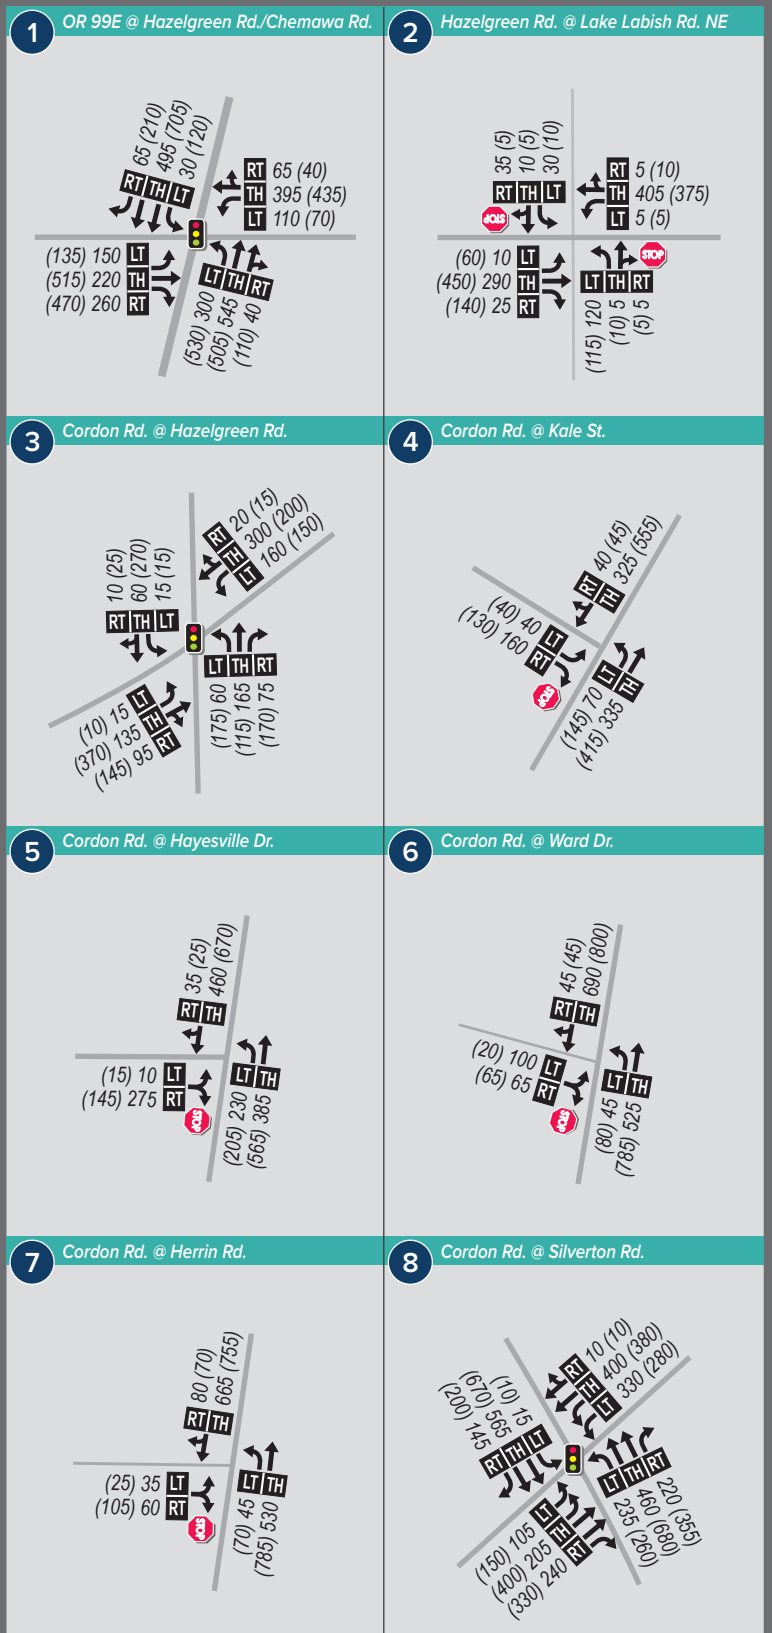 1 OR 99E @ Hazelgreen Rd./Chemawa Rd.
65 (210)
495 (705)
30 (120)
RT TH LT
RT 65 (40)
TH 395 (435)
LT 110 (70)
(135) 150 LT
(515) 220 TH
(470) 260 RT
LT TH RT
(530) 300
(505) 545
(110) 40
2 Hazelgreen Rd. @ Lake Labish Rd. NE
35 (5)
10 (5)
30 (10)
RT TH LT
STOP
RT 5 (10)
TH 405 (375)
LT 5 (5)
(60) 10 LT
(450) 290 TH
(140) 25 RT
STOP
LT TH RT
(115) 120
(10) 5
(5) 5
3 Cordon Rd. @ Hazelgreen Rd.
10 (25)
60 (270)
15 (15)
RT TH LT
RT 20 (15)
TH 300 (200)
LT 160 (150)
(10) 15 LT
(370) 135 TH
(145) 95 RT
LT TH RT
(175) 60
(115) 165
(170) 75
4 Cordon Rd. @ Kale St.
RT 40 (45)
TH 325 (555)
(40) 40 LT
(130) 160 RT
STOP
LT TH
(145) 70
(415) 335
5 Cordon Rd. @ Hayesville Dr.
35 (25)
460 (670)
RT TH
(15) 10 LT
(145) 275 RT
STOP
LT TH
(205) 230
(565) 385
6 Cordon Rd. @ Ward Dr.
45 (45)
690 (800)
RT TH
(20) 100 LT
(65) 65 RT
STOP
LT TH
(80) 45
(785) 525
7 Cordon Rd. @ Herrin Rd.
80 (70)
665 (755)
RT TH
(25) 35 LT
(105) 60 RT
STOP
LT TH
(70) 45
(785) 530
8 Cordon Rd. @ Silverton Rd.
RT 10 (10)
TH 400 (380)
LT 330 (280)
(10) 15
(670) 565
(200) 145
RT TH LT
LT TH RT
220 (355)
460 (680)
235 (260)
(150) 105 LT
(400) 205 TH
(330) 240 RT